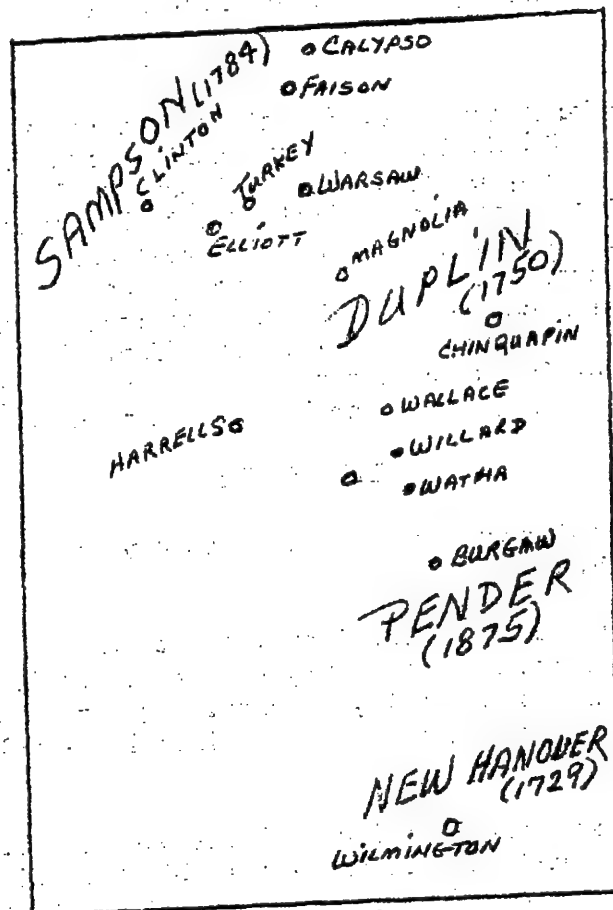 CALYPSO
FAISON
SAMPSON (1784)
CLINTON
TURKEY
WARSAW
ELLIOTT
MAGNOLIA
DUPLIN
(1750)
CHINQUAPIN
WALLACE
HARRELLS
WILLARD
WATHA
BURGAW
PENDER
(1875)
NEW HANOVER
(1729)
WILMINGTON